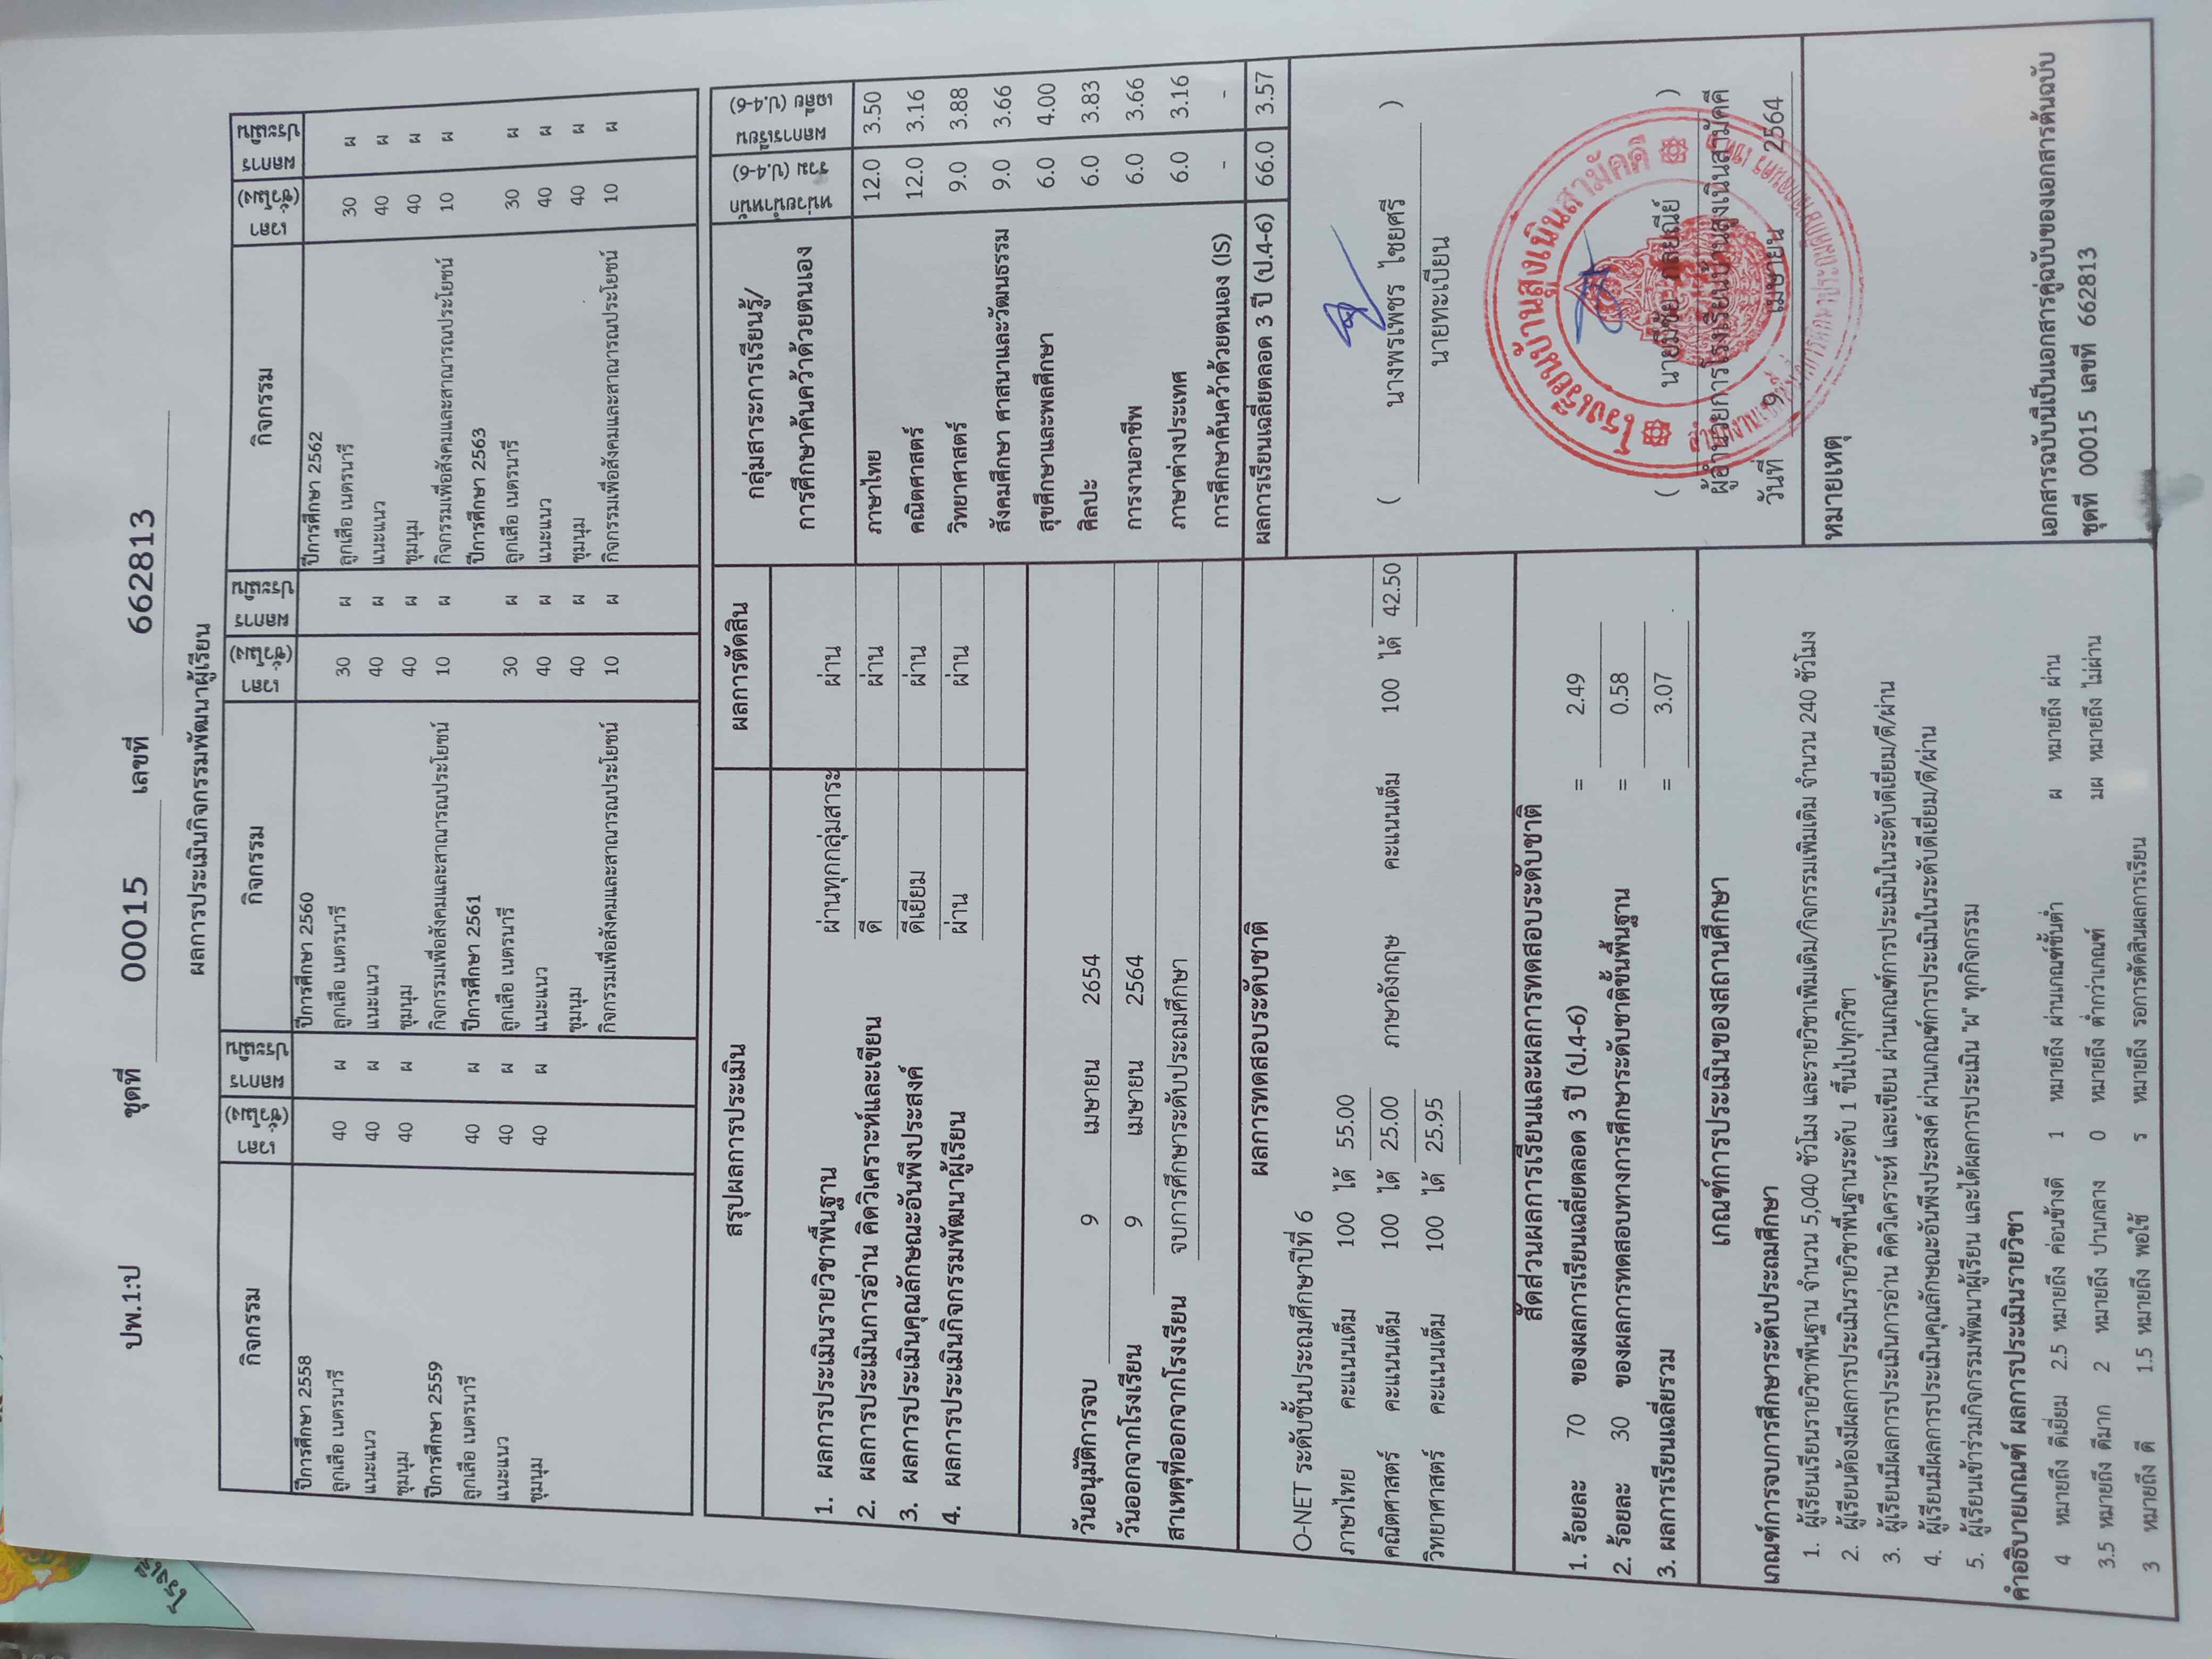 ปพ.1:ป ชุดที่ 00015 เลขที่ 662813
ผลการประเมินกิจกรรมพัฒนาผู้เรียน
กิจกรรม เวลา (ชั่วโมง) ผลการประเมิน กิจกรรม เวลา (ชั่วโมง) ผลการประเมิน กิจกรรม เวลา (ชั่วโมง) ผลการประเมิน
ปีการศึกษา 2558 ปีการศึกษา 2560 ปีการศึกษา 2562
ลูกเสือ เนตรนารี 40 ผ ลูกเสือ เนตรนารี 30 ผ ลูกเสือ เนตรนารี 30 ผ
แนะแนว 40 ผ แนะแนว 40 ผ แนะแนว 40 ผ
ชุมนุม 40 ผ ชุมนุม 40 ผ ชุมนุม 40 ผ
ปีการศึกษา 2559 กิจกรรมเพื่อสังคมและสาณารณประโยชน์ 10 ผ กิจกรรมเพื่อสังคมและสาณารณประโยชน์ 10 ผ
ลูกเสือ เนตรนารี 40 ผ ปีการศึกษา 2561 ปีการศึกษา 2563
แนะแนว 40 ผ ลูกเสือ เนตรนารี 30 ผ ลูกเสือ เนตรนารี 30 ผ
ชุมนุม 40 ผ แนะแนว 40 ผ แนะแนว 40 ผ
ชุมนุม 40 ผ ชุมนุม 40 ผ
กิจกรรมเพื่อสังคมและสาณารณประโยชน์ 10 ผ กิจกรรมเพื่อสังคมและสาณารณประโยชน์ 10 ผ
สรุปผลการประเมิน ผลการตัดสิน
1. ผลการประเมินรายวิชาพื้นฐาน ผ่านทุกกลุ่มสาระ ผ่าน
2. ผลการประเมินการอ่าน คิดวิเคราะห์และเขียน ดี ผ่าน
3. ผลการประเมินคุณลักษณะอันพึงประสงค์ ดีเยี่ยม ผ่าน
4. ผลการประเมินกิจกรรมพัฒนาผู้เรียน ผ่าน ผ่าน
วันอนุมัติการจบ 9 เมษายน 2654
วันออกจากโรงเรียน 9 เมษายน 2564
สาเหตุที่ออกจากโรงเรียน จบการศึกษาระดับประถมศึกษา
กลุ่มสาระการเรียนรู้/ การศึกษาค้นคว้าด้วยตนเอง หน่วยน้ำหนัก รวม (ป.4-6) ผลการเรียน เฉลี่ย (ป.4-6)
ภาษาไทย 12.0 3.50
คณิตศาสตร์ 12.0 3.16
วิทยาศาสตร์ 9.0 3.88
สังคมศึกษา ศาสนาและวัฒนธรรม 9.0 3.66
สุขศึกษาและพลศึกษา 6.0 4.00
ศิลปะ 6.0 3.83
การงานอาชีพ 6.0 3.66
ภาษาต่างประเทศ 6.0 3.16
การศึกษาค้นคว้าด้วยตนเอง (IS) - -
ผลการเรียนเฉลี่ยตลอด 3 ปี (ป.4-6) 66.0 3.57
ผลการทดสอบระดับชาติ
O-NET ระดับชั้นประถมศึกษาปีที่ 6
ภาษาไทย คะแนนเต็ม 100 ได้ 55.00
คณิตศาสตร์ คะแนนเต็ม 100 ได้ 25.00 ภาษาอังกฤษ คะแนนเต็ม 100 ได้ 42.50
วิทยาศาสตร์ คะแนนเต็ม 100 ได้ 25.95
สัดส่วนผลการเรียนและผลการทดสอบระดับชาติ
1. ร้อยละ 70 ของผลการเรียนเฉลี่ยตลอด 3 ปี (ป.4-6) = 2.49
2. ร้อยละ 30 ของผลการทดสอบทางการศึกษาระดับชาติขั้นพื้นฐาน = 0.58
3. ผลการเรียนเฉลี่ยรวม = 3.07
( นางพรเพชร ไชยศรี )
นายทะเบียน
โรงเรียนบ้านสูงเนินสามัคคี
ผู้อำนวยการโรงเรียนบ้านสูงเนินสามัคคี
วันที่ 9 เมษายน 2564
เกณฑ์การประเมินของสถานศึกษา
เกณฑ์การจบการศึกษาระดับประถมศึกษา
1. ผู้เรียนเรียนรายวิชาพื้นฐาน จำนวน 5,040 ชั่วโมง และรายวิชาเพิ่มเติม/กิจกรรมเพิ่มเติม จำนวน 240 ชั่วโมง
2. ผู้เรียนต้องมีผลการประเมินรายวิชาพื้นฐานระดับ 1 ขึ้นไปทุกวิชา
3. ผู้เรียนมีผลการประเมินการอ่าน คิดวิเคราะห์ และเขียน ผ่านเกณฑ์การประเมินในระดับดีเยี่ยม/ดี/ผ่าน
4. ผู้เรียนมีผลการประเมินคุณลักษณะอันพึงประสงค์ ผ่านเกณฑ์การประเมินในระดับดีเยี่ยม/ดี/ผ่าน
5. ผู้เรียนเข้าร่วมกิจกรรมพัฒนาผู้เรียน และได้ผลการประเมิน "ผ" ทุกกิจกรรม
คำอธิบายเกณฑ์ ผลการประเมินรายวิชา
4 หมายถึง ดีเยี่ยม 2.5 หมายถึง ค่อนข้างดี 1 หมายถึง ผ่านเกณฑ์ขั้นต่ำ ผ หมายถึง ผ่าน
3.5 หมายถึง ดีมาก 2 หมายถึง ปานกลาง 0 หมายถึง ต่ำกว่าเกณฑ์ มผ หมายถึง ไม่ผ่าน
3 หมายถึง ดี 1.5 หมายถึง พอใช้ ร หมายถึง รอการตัดสินผลการเรียน
หมายเหตุ
เอกสารฉบับนี้เป็นเอกสารคู่ฉบับของเอกสารต้นฉบับ
ชุดที่ 00015 เลขที่ 662813